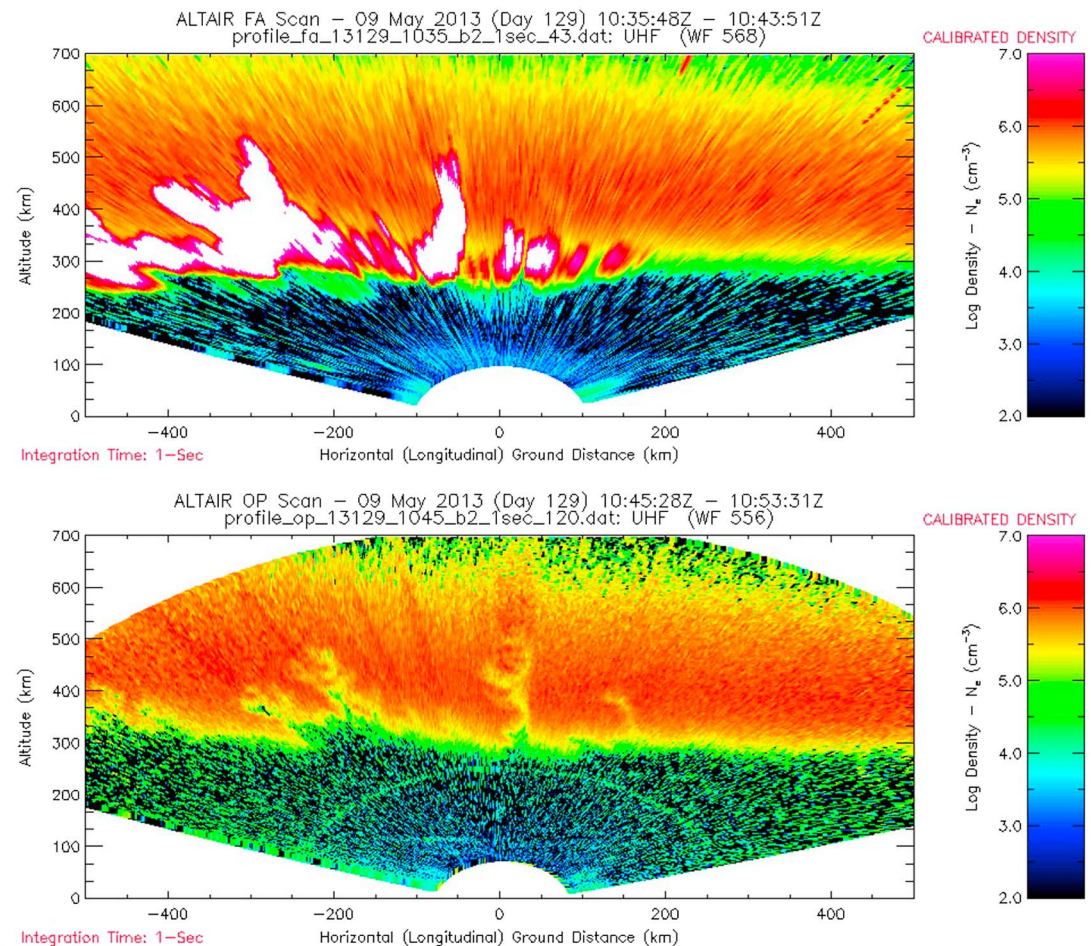 ALTAIR FA Scan - 09 May 2013 (Day 129) 10:35:48Z - 10:43:51Z
profile_fa_13129_1035_b2_1sec_43.dat: UHF (WF 568)
CALIBRATED DENSITY
700
600
500
400
300
200
100
0
Altitude (km)
-400
-200
0
200
400
Horizontal (Longitudinal) Ground Distance (km)
Integration Time: 1-Sec
7.0
6.0
5.0
4.0
3.0
2.0
Log Density - Ne (cm-3)
ALTAIR OP Scan - 09 May 2013 (Day 129) 10:45:28Z - 10:53:31Z
profile_op_13129_1045_b2_1sec_120.dat: UHF (WF 556)
CALIBRATED DENSITY
700
600
500
400
300
200
100
0
Altitude (km)
-400
-200
0
200
400
Horizontal (Longitudinal) Ground Distance (km)
Integration Time: 1-Sec
7.0
6.0
5.0
4.0
3.0
2.0
Log Density - Ne (cm-3)